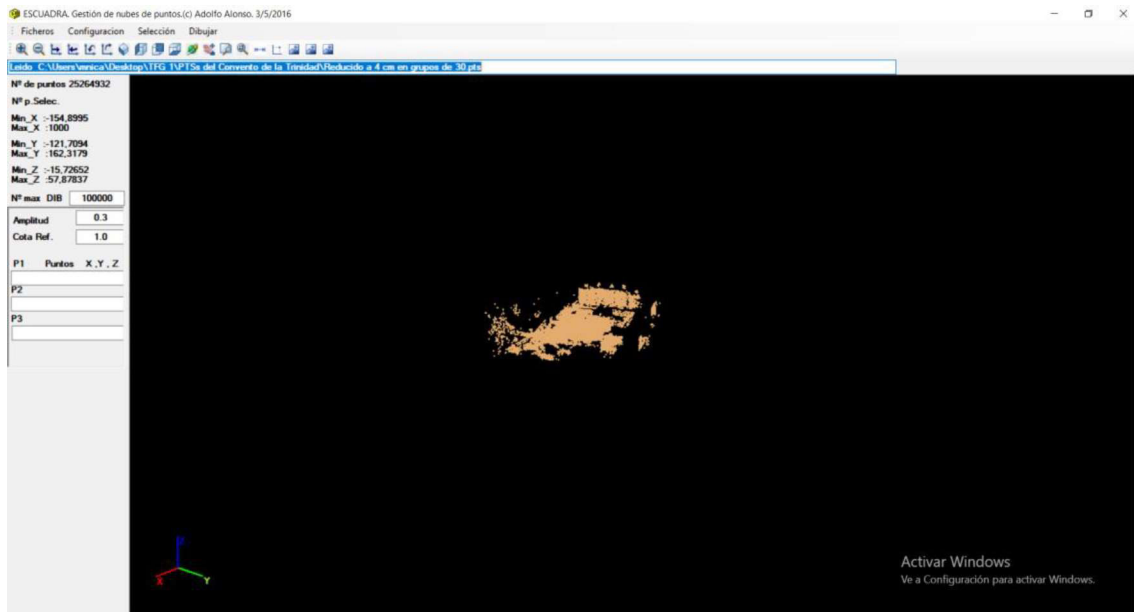 ESCUADRA. Gestión de nubes de puntos.(c) Adolfo Alonso. 3/5/2016
Ficheros Configuracion Selección Dibujar
Leido C:\Users\mnica\Desktop\TFG 1\PTSs del Convento de la Trinidad\Reducido a 4 cm en grupos de 30.pts
Nº de puntos 25264932
Nº p.Selec.
Min_X :-154,8995
Max_X :1000
Min_Y :-121,7094
Max_Y :162,3179
Min_Z :-15,72652
Max_Z :57,87837
Nº max DIB 100000
Amplitud 0.3
Cota Ref. 1.0
P1 Puntos X ,Y , Z
P2
P3
Z
X Y
Activar Windows
Ve a Configuración para activar Windows.